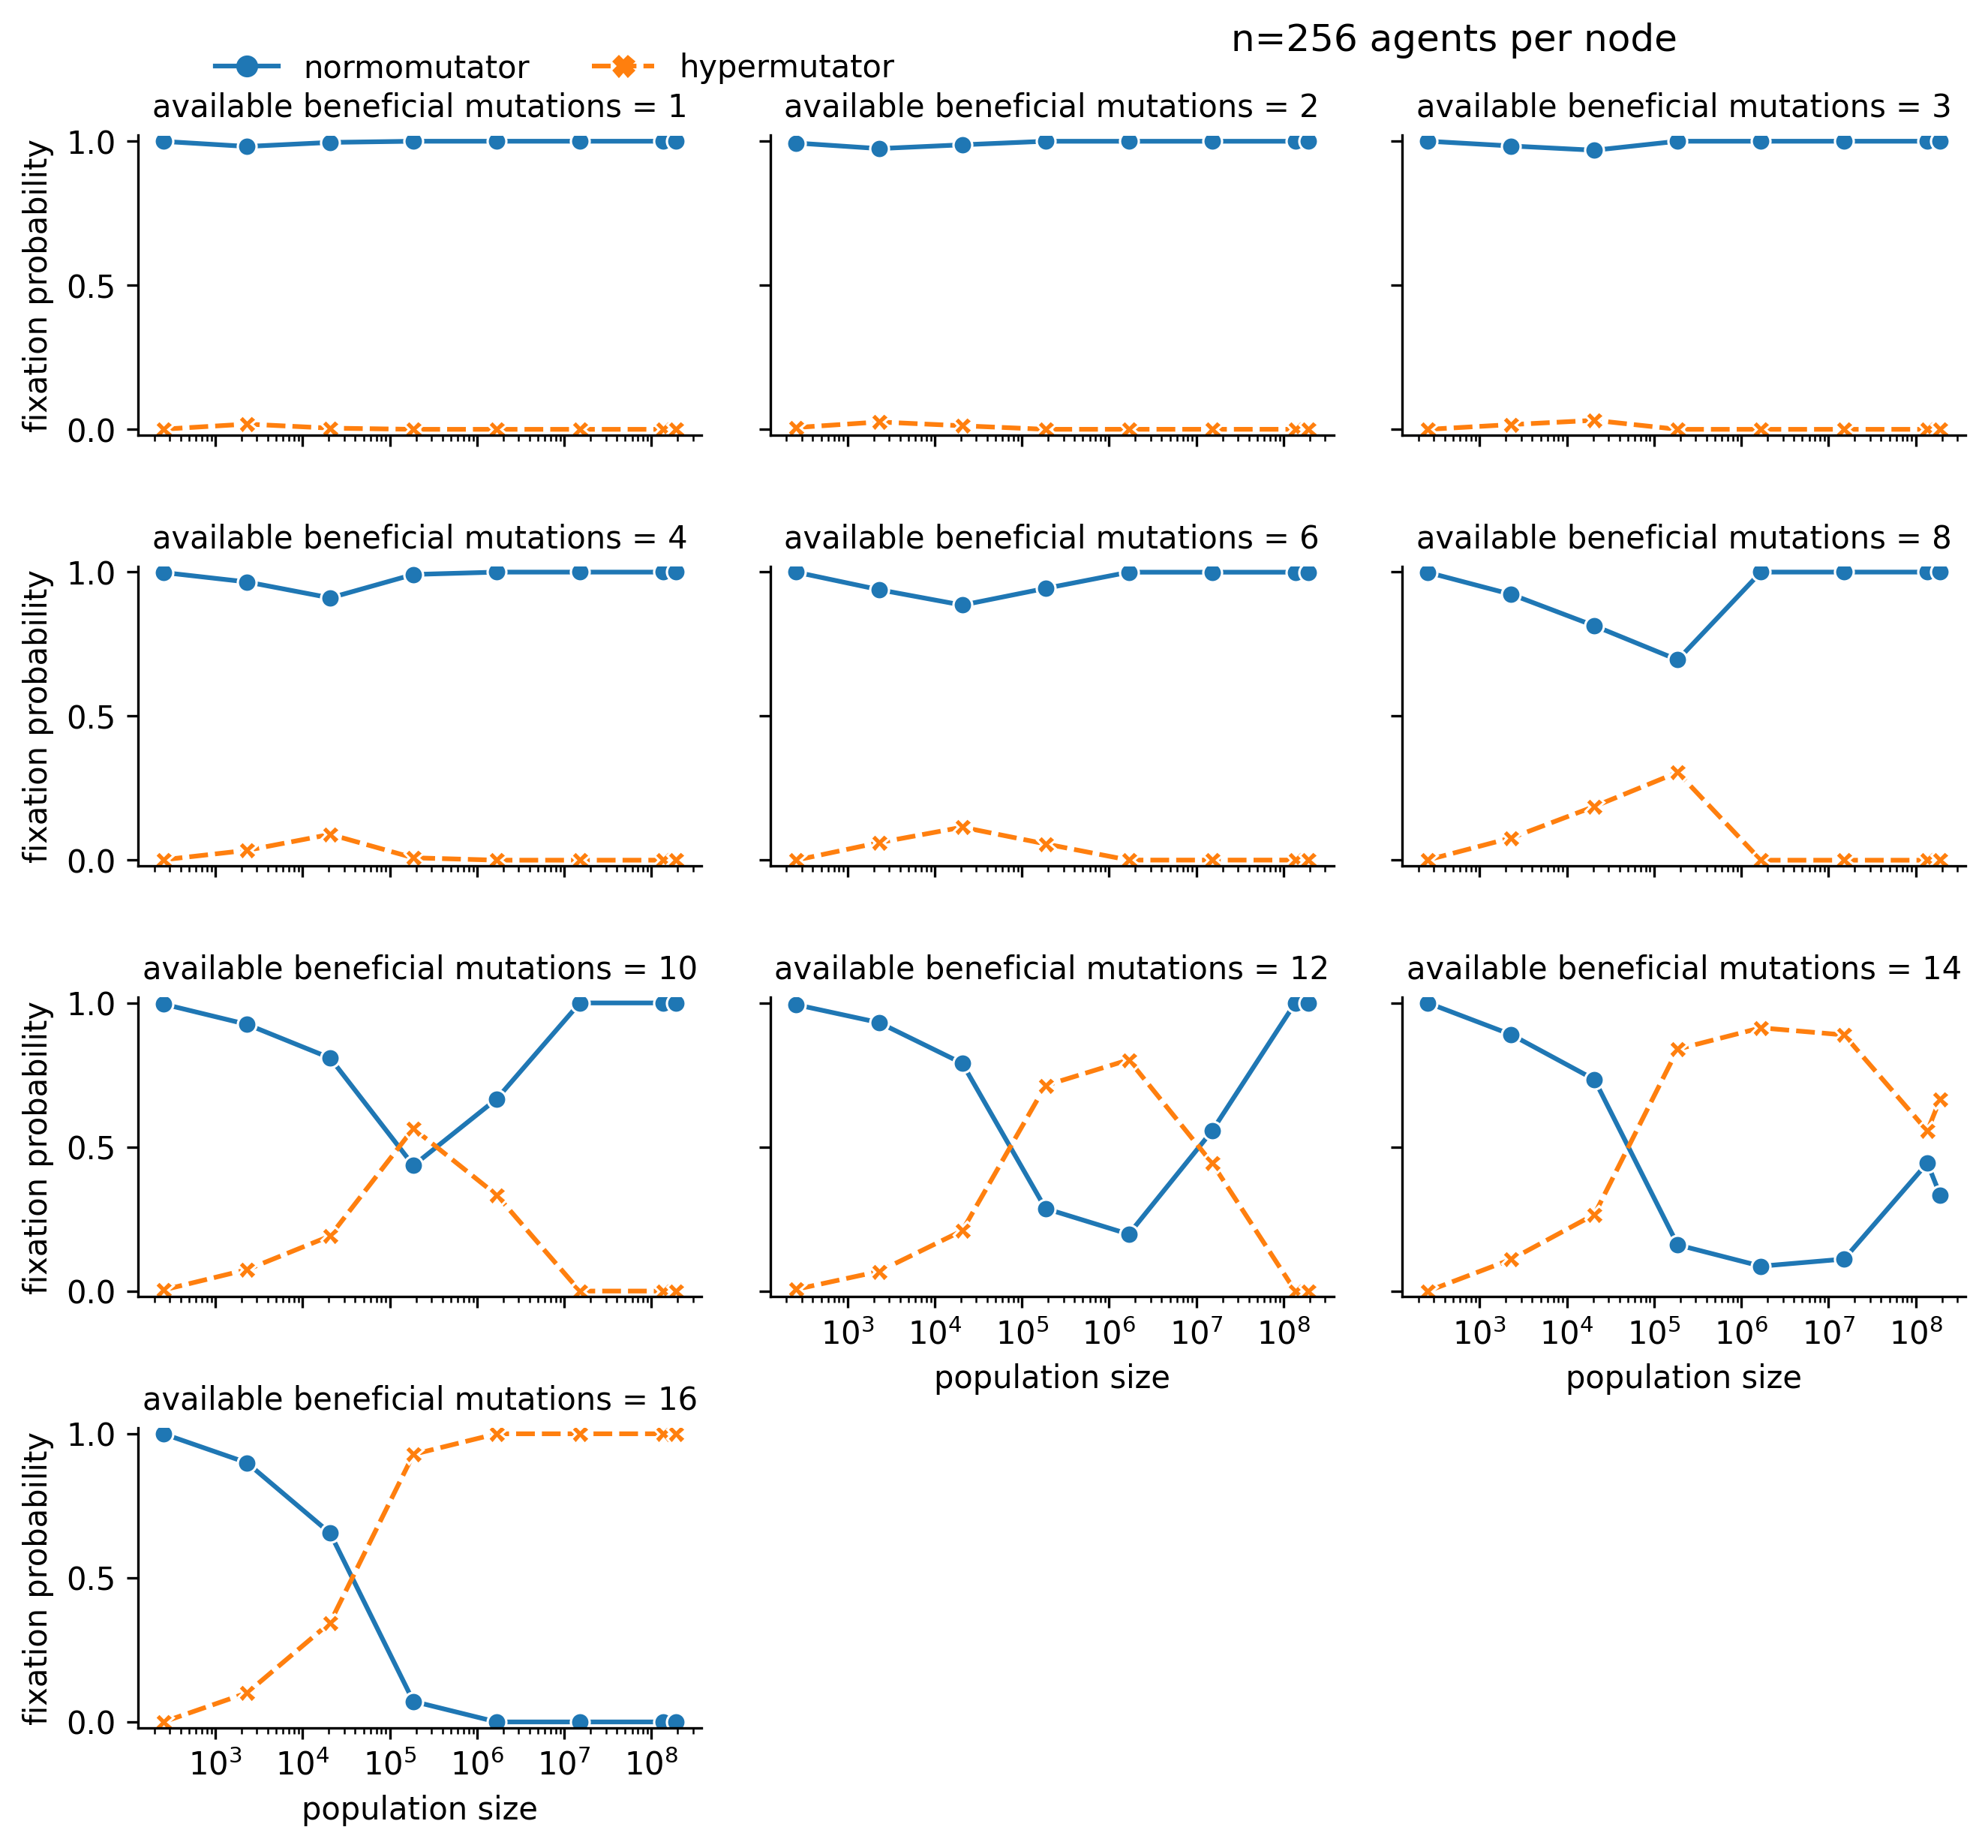 n=256 agents per node
normomutator hypermutator
available beneficial mutations = 1
available beneficial mutations = 2
available beneficial mutations = 3
fixation probability
1.0
0.5
0.0
available beneficial mutations = 4
available beneficial mutations = 6
available beneficial mutations = 8
fixation probability
1.0
0.5
0.0
available beneficial mutations = 10
available beneficial mutations = 12
available beneficial mutations = 14
fixation probability
1.0
0.5
0.0
10³ 10⁴ 10⁵ 10⁶ 10⁷ 10⁸
population size
10³ 10⁴ 10⁵ 10⁶ 10⁷ 10⁸
population size
available beneficial mutations = 16
fixation probability
1.0
0.5
0.0
10³ 10⁴ 10⁵ 10⁶ 10⁷ 10⁸
population size